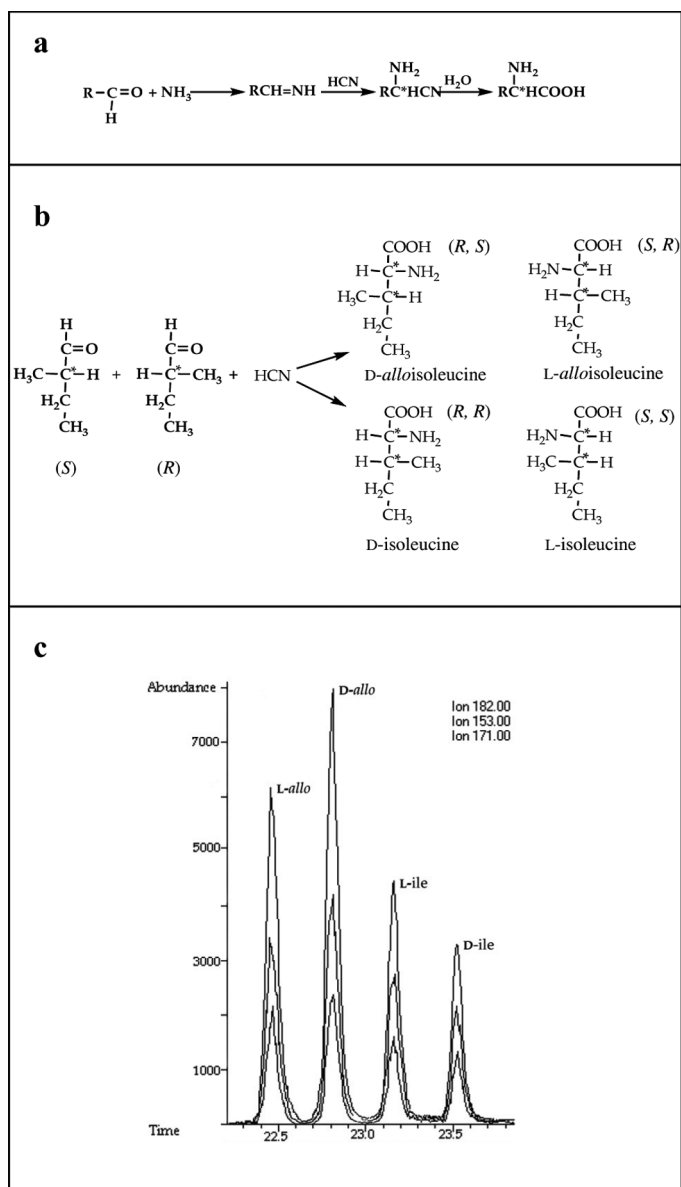 a
NH₂ NH₂
R–C=O + NH₃ RCH=NH HCN RC*HCN H₂O RC*HCOOH
H
b
H
C=O
H₃C–C*–H
H₂C
CH₃
(S)
+
H
C=O
H–C*–CH₃
H₂C
CH₃
(R)
+
HCN
COOH (R, S)
H–C*–NH₂
H₃C–C*–H
H₂C
CH₃
D-alloisoleucine
COOH (S, R)
H₂N–C*–H
H–C*–CH₃
H₂C
CH₃
L-alloisoleucine
COOH (R, R)
H–C*–NH₂
H–C*–CH₃
H₂C
CH₃
D-isoleucine
COOH (S, S)
H₂N–C*–H
H₃C–C*–H
H₂C
CH₃
L-isoleucine
c
Abundance
D-allo
Ion 182.00
Ion 153.00
Ion 171.00
7000
L-allo
5000
L-ile
D-ile
3000
1000
Time
22.5 23.0 23.5